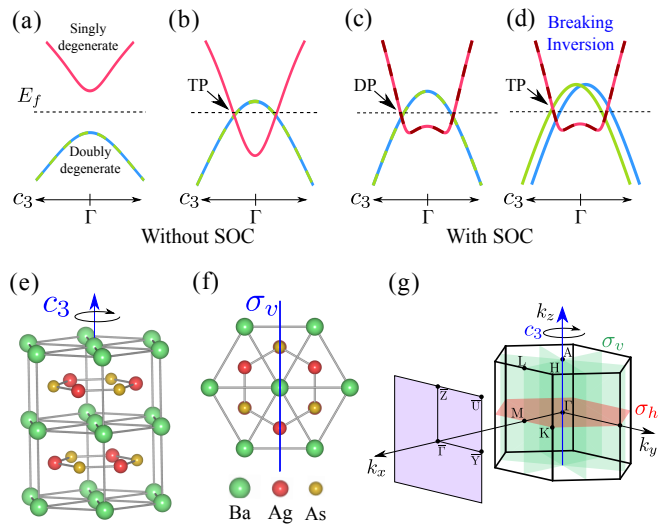 (a)
Singly
degenerate
E_f
Doubly
degenerate
c_3
Γ
(b)
TP
c_3
Γ
Without SOC
(c)
DP
c_3
Γ
(d)
Breaking
Inversion
TP
c_3
Γ
With SOC
(e)
c_3
(f)
σ_v
Ba
Ag
As
(g)
k_z
c_3
σ_v
L
H
A
σ_h
Γ
M
K
k_y
k_x
Z̅
U̅
Γ̅
Y̅